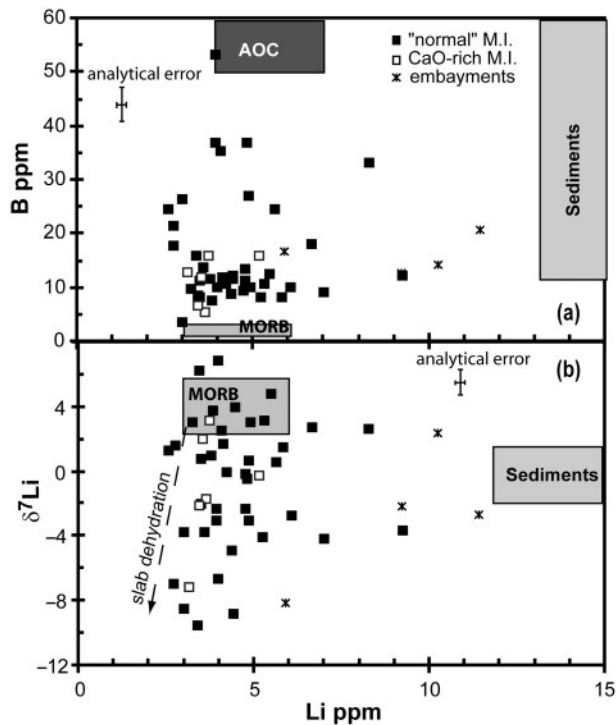 60
50
40
30
20
10
0
B ppm
AOC
analytical error
"normal" M.I.
CaO-rich M.I.
embayments
Sediments
MORB
(a)
4
0
−4
−8
−12
δ⁷Li
MORB
analytical error
(b)
Sediments
slab dehydration
0
5
10
15
Li ppm